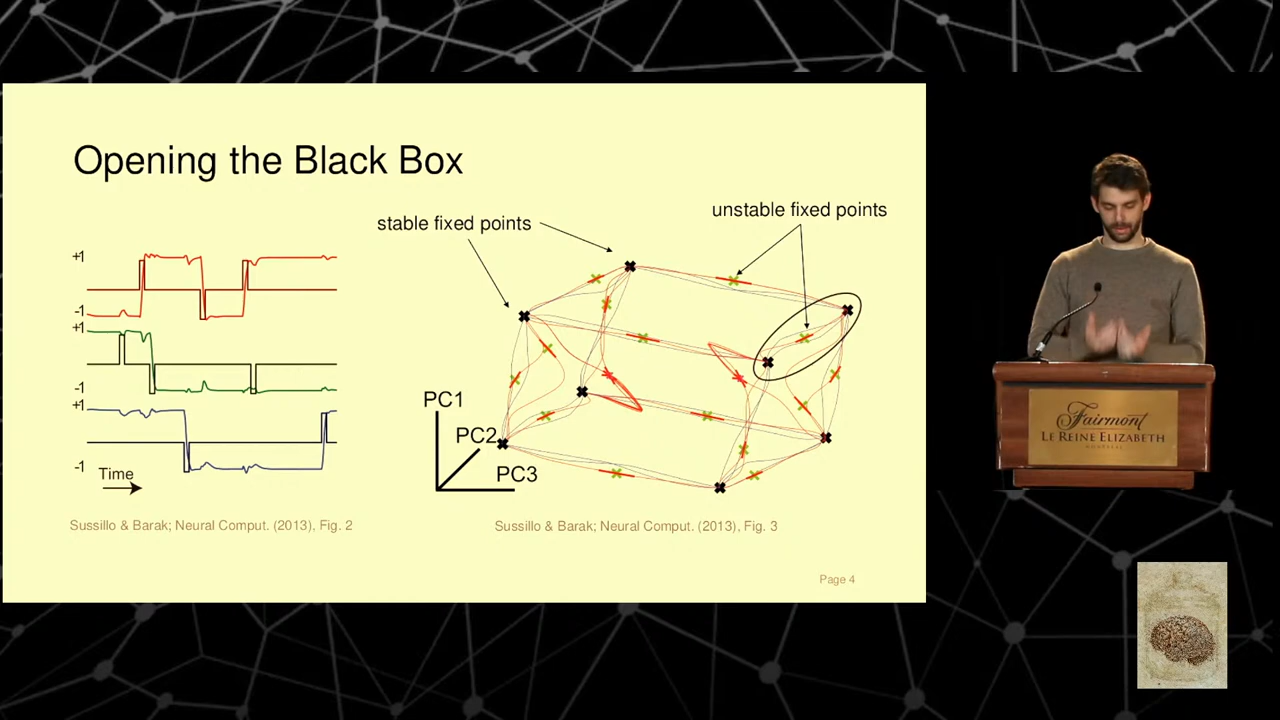 Opening the Black Box
stable fixed points
unstable fixed points
+1
-1
+1
-1
+1
-1
Time
PC1
PC2
PC3
Sussillo & Barak; Neural Comput. (2013), Fig. 2
Sussillo & Barak; Neural Comput. (2013), Fig. 3
Page 4
Fairmont
LE REINE ELIZABETH
MONTRÉAL